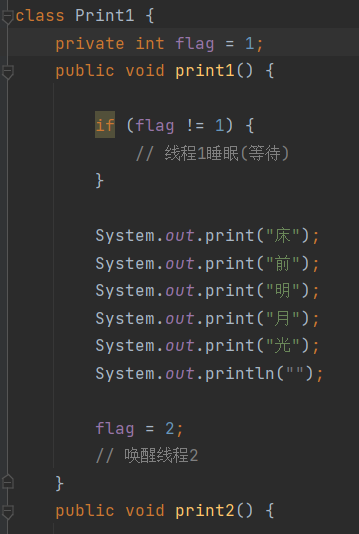 class Print1 {
    private int flag = 1;
    public void print1() {
        if (flag != 1) {
            // 线程1睡眠(等待)
        }
        System.out.print("床");
        System.out.print("前");
        System.out.print("明");
        System.out.print("月");
        System.out.print("光");
        System.out.println("");
        flag = 2;
        // 唤醒线程2
    }
    public void print2() {